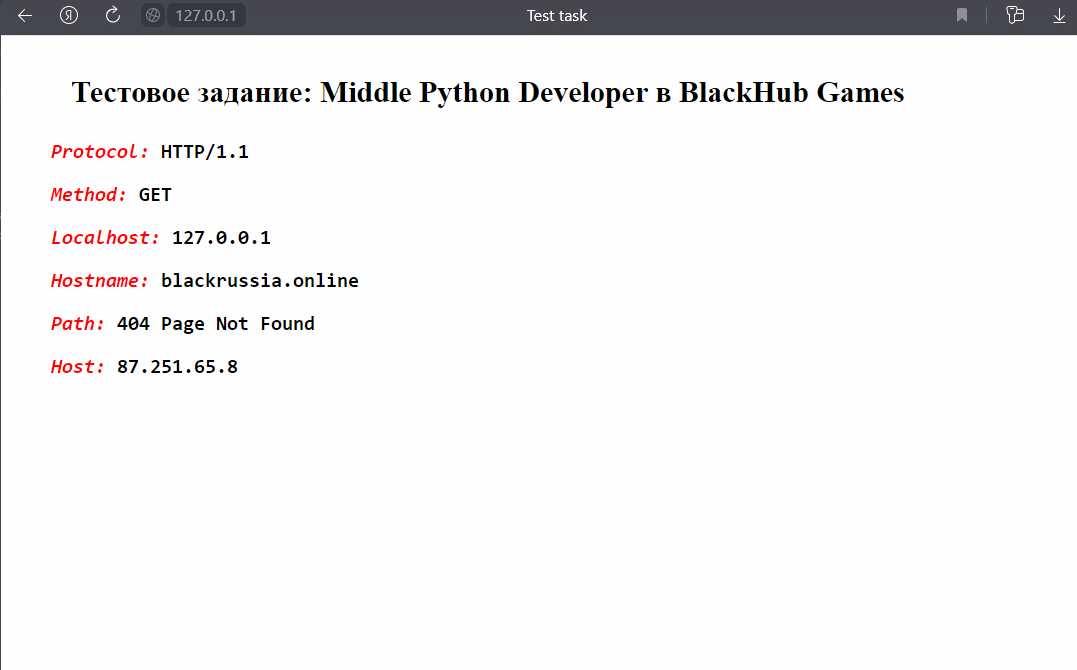 127.0.0.1 Test task
Тестовое задание: Middle Python Developer в BlackHub Games
Protocol: HTTP/1.1
Method: GET
Localhost: 127.0.0.1
Hostname: blackrussia.online
Path: 404 Page Not Found
Host: 87.251.65.8